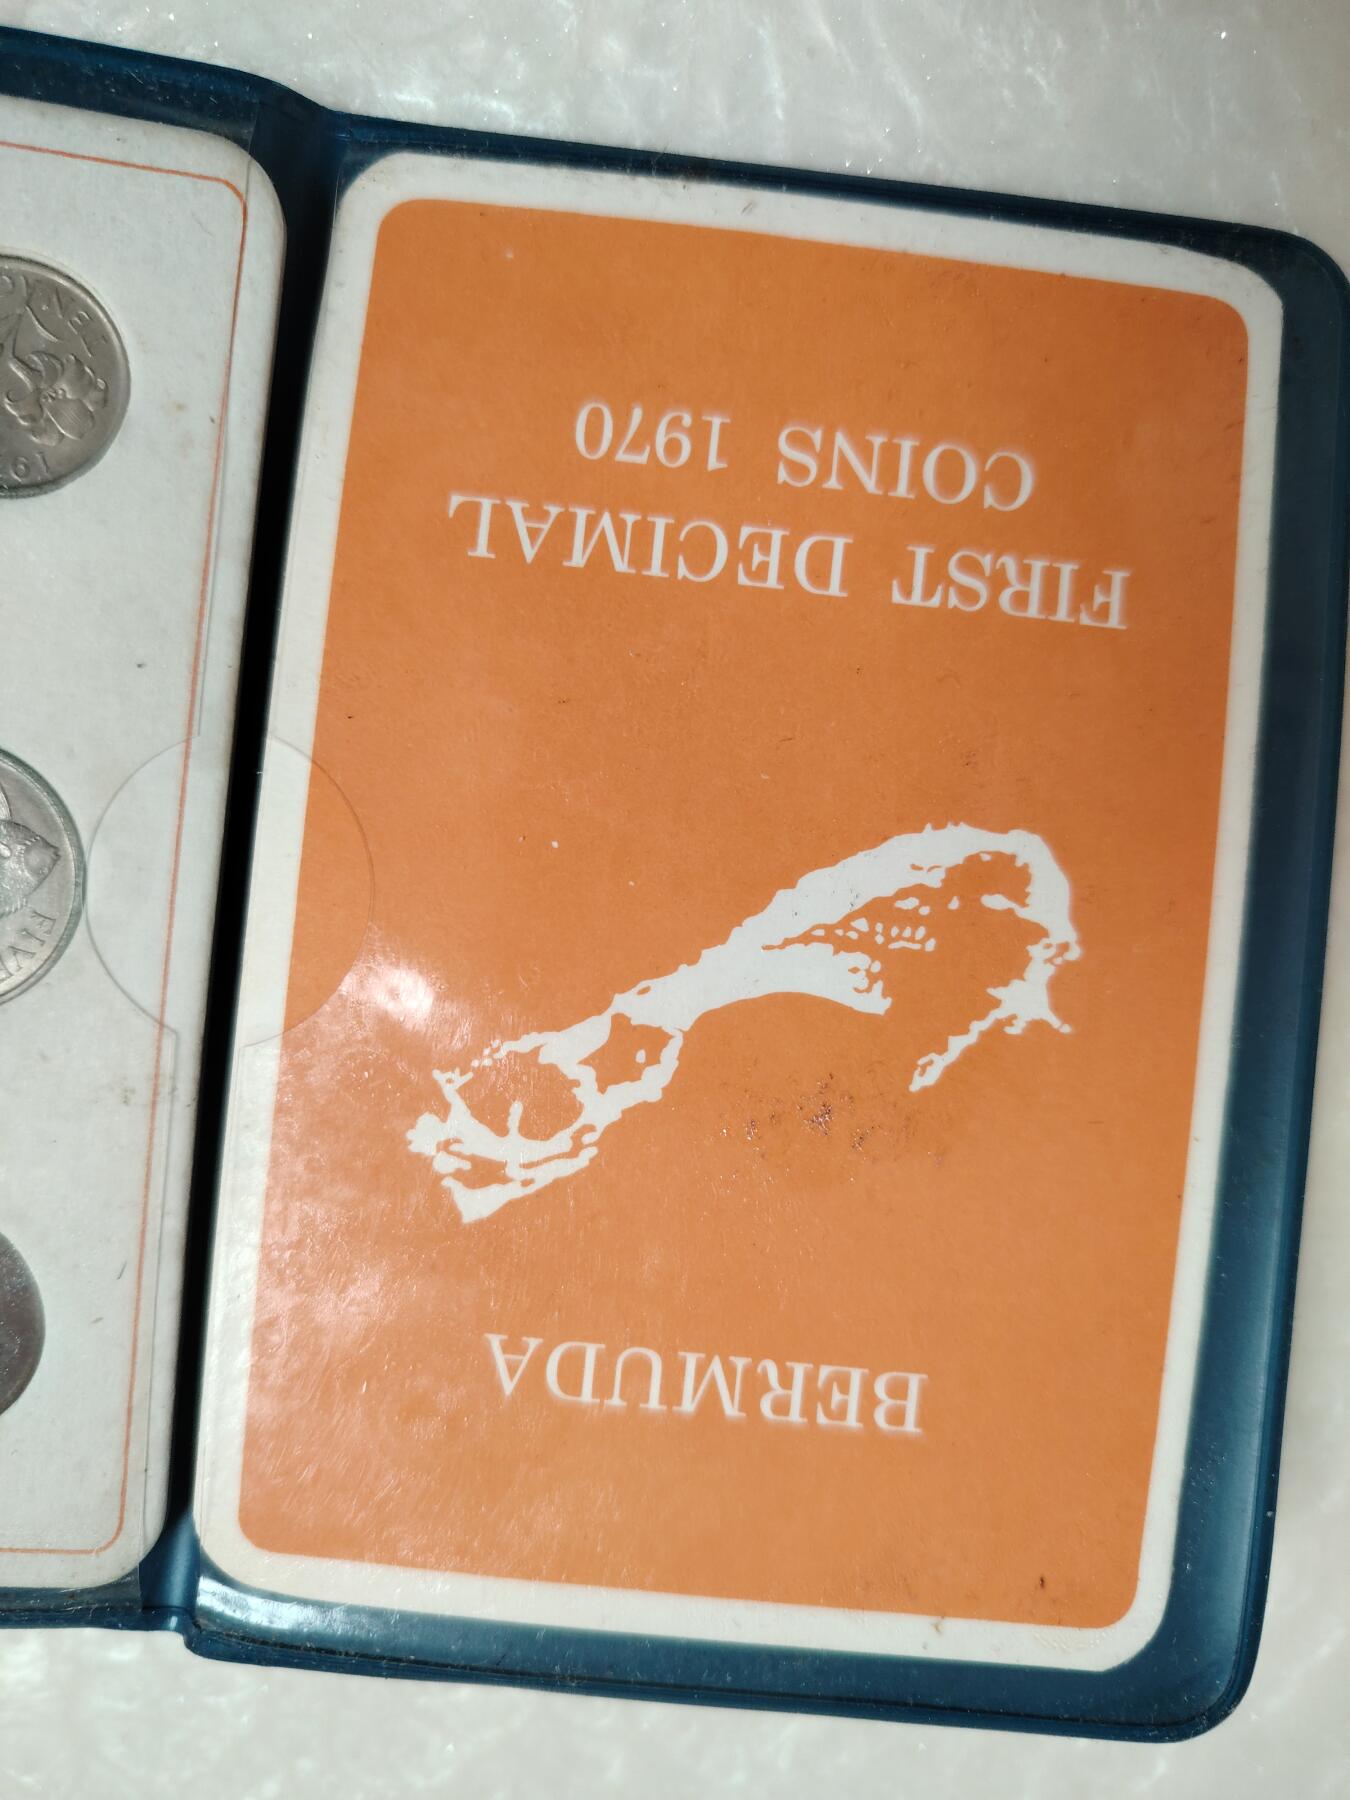 BERMUDA
FIRST DECIMAL
COINS 1970